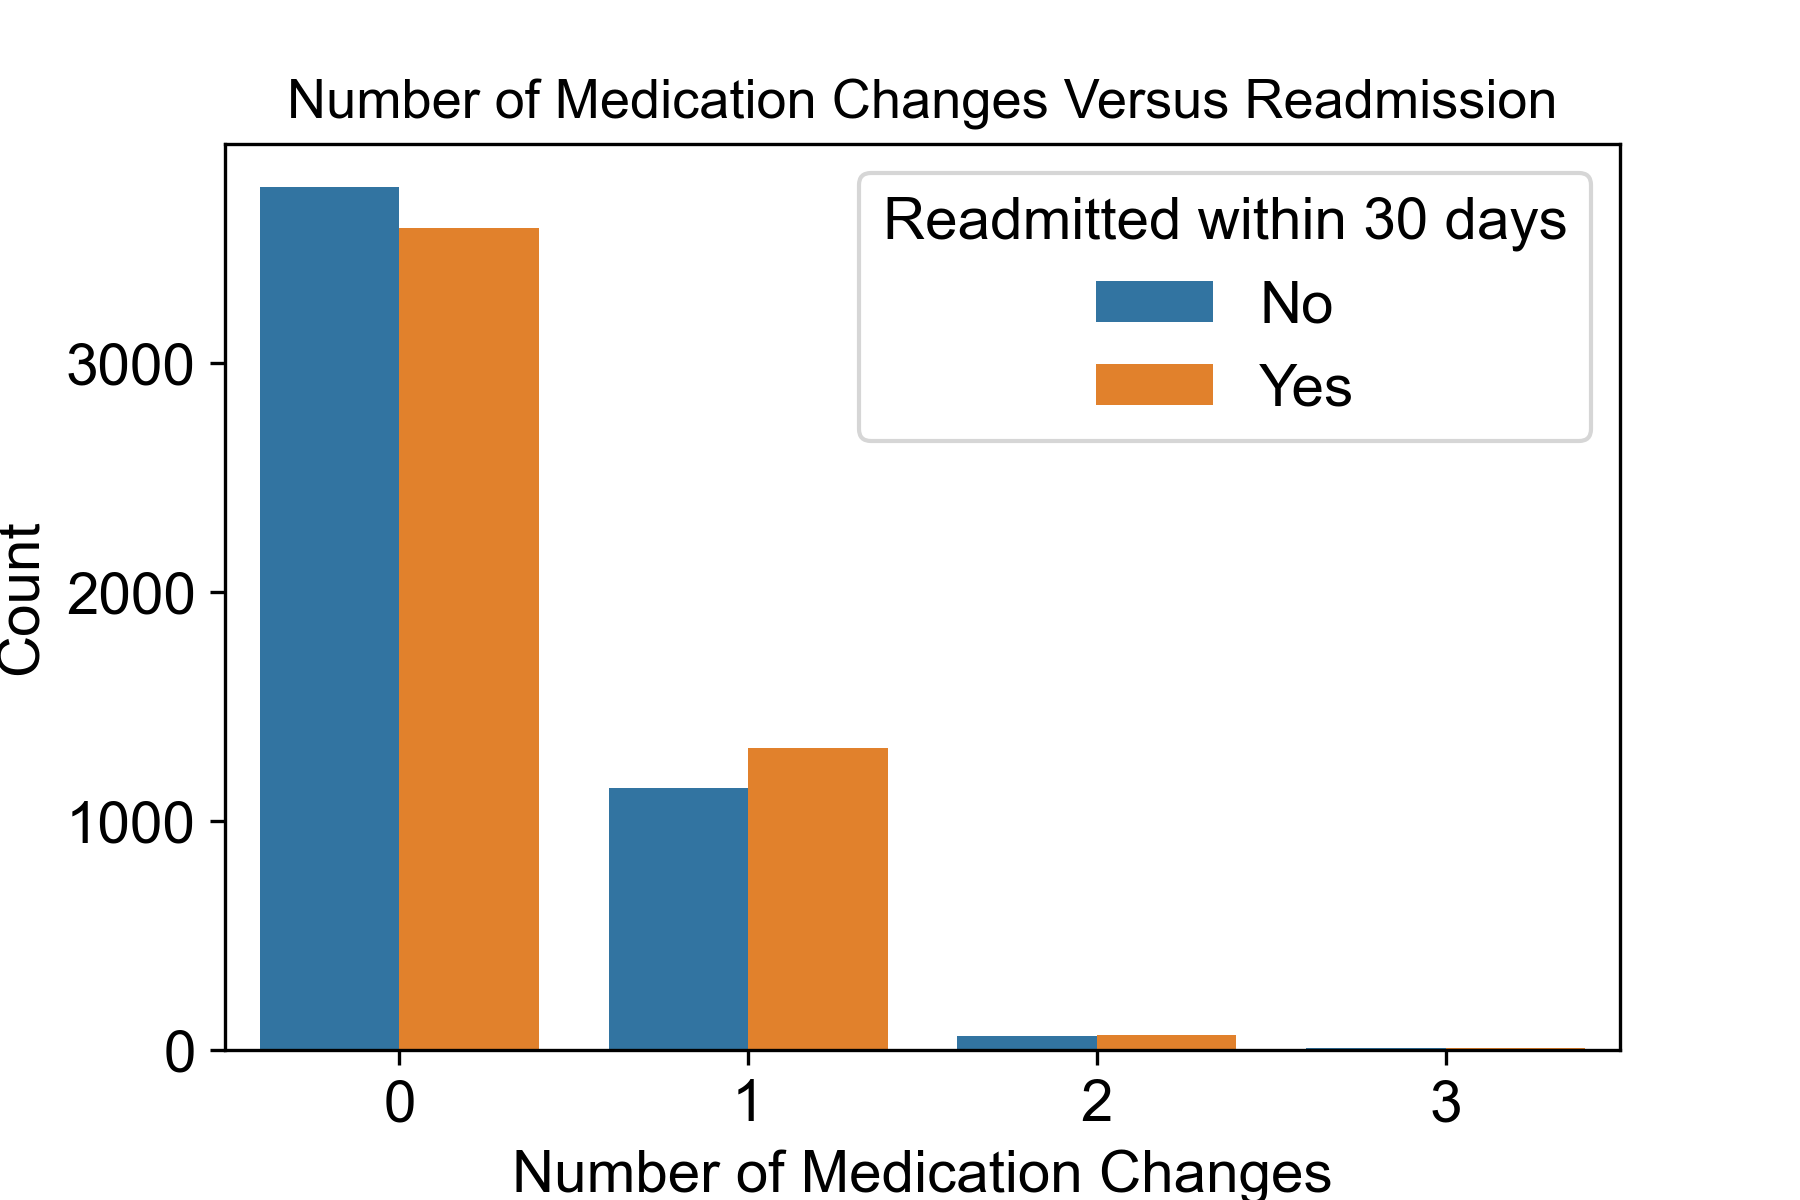 Number of Medication Changes Versus Readmission
Readmitted within 30 days
No
Yes
3000
2000
1000
0
Count
0 1 2 3
Number of Medication Changes